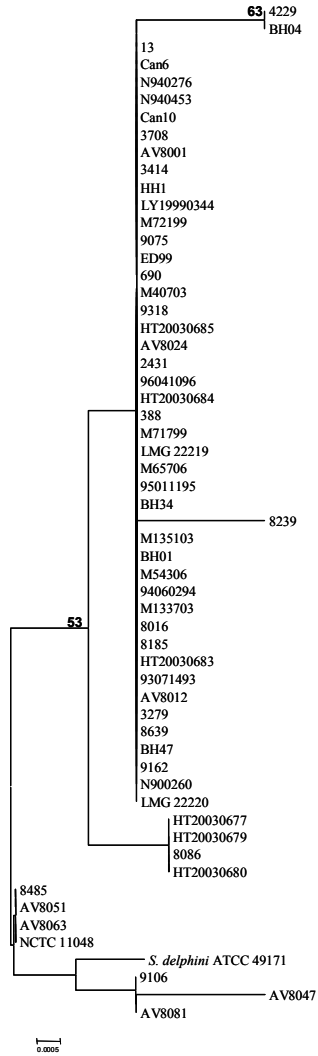 63 4229
BH04
13
Can6
N940276
N940453
Can10
3708
AV8001
3414
HH1
LY19990344
M72199
9075
ED99
690
M40703
9318
HT20030685
AV8024
2431
96041096
HT20030684
388
M71799
LMG 22219
M65706
95011195
BH34
8239
M135103
BH01
M54306
94060294
M133703
8016
53
8185
HT20030683
93071493
AV8012
3279
8639
BH47
9162
N900260
LMG 22220
HT20030677
HT20030679
8086
HT20030680
8485
AV8051
AV8063
NCTC 11048
S. delphini ATCC 49171
9106
AV8047
AV8081
0.0005